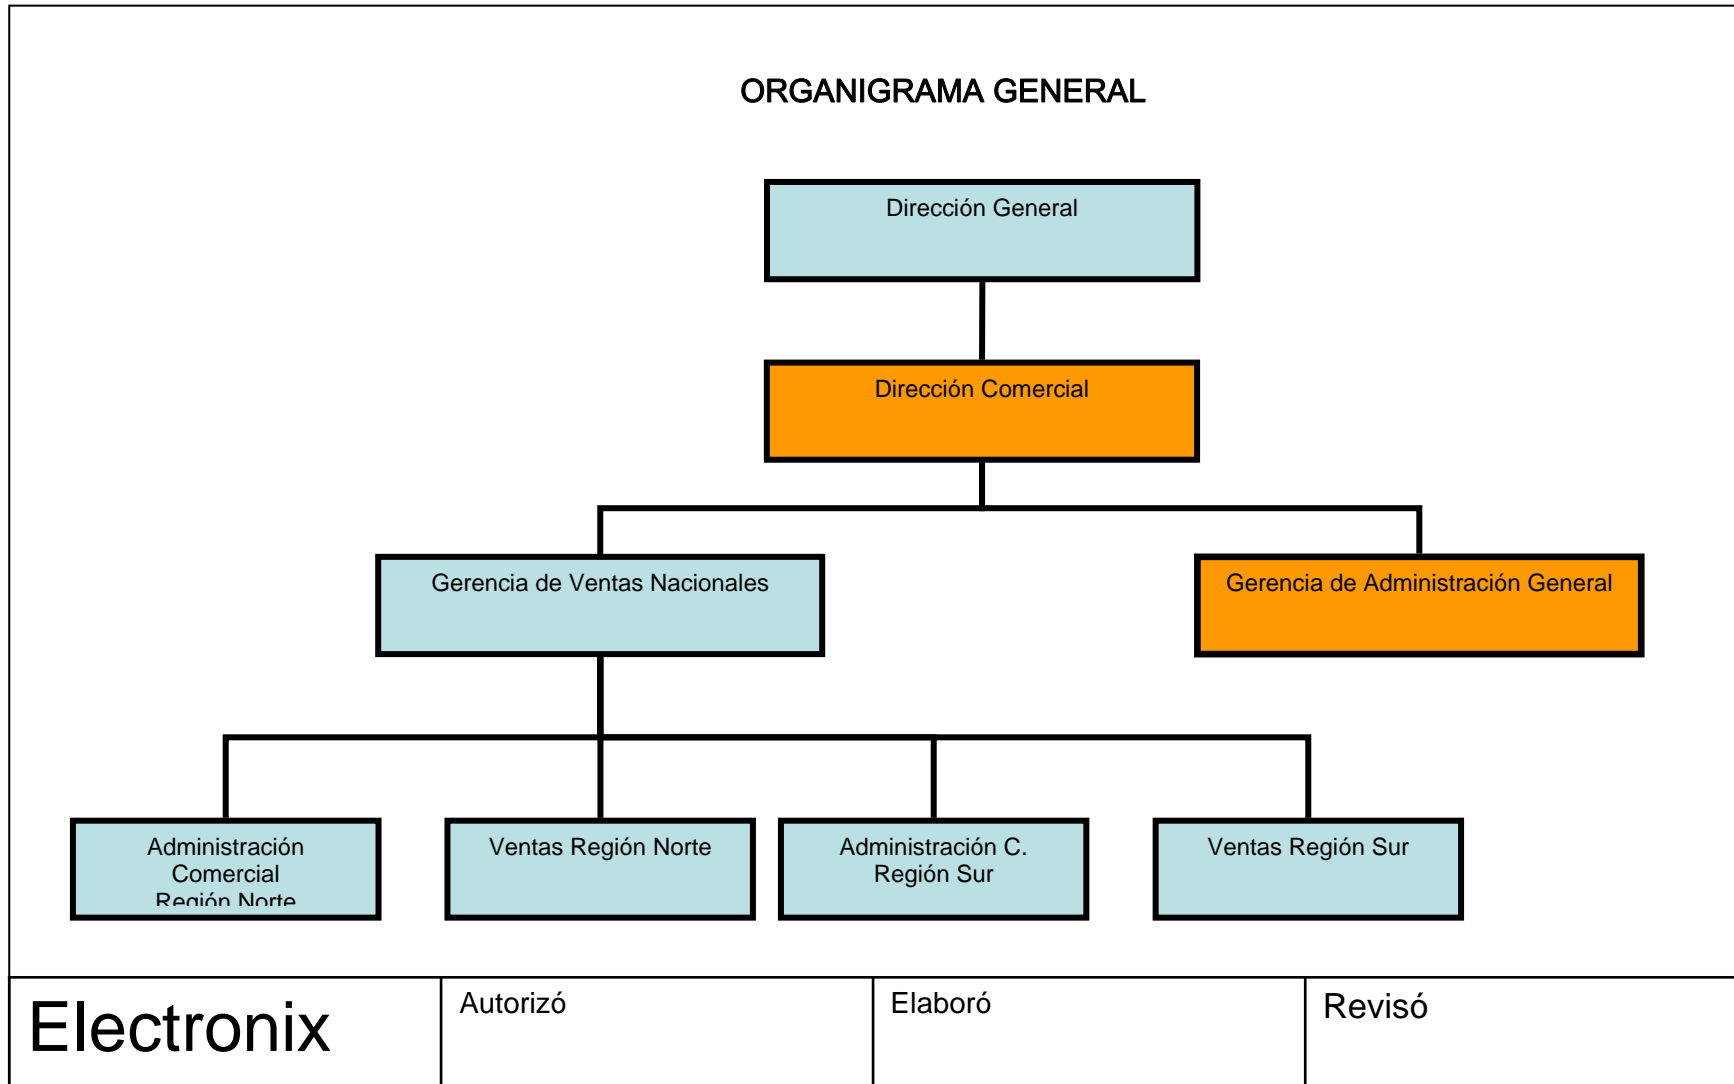 ORGANIGRAMA GENERAL
Dirección General
Dirección Comercial
Gerencia de Ventas Nacionales
Gerencia de Administración General
Administración
Comercial
Región Norte
Ventas Región Norte
Administración C.
Región Sur
Ventas Región Sur
Electronix
Autorizó
Elaboró
Revisó